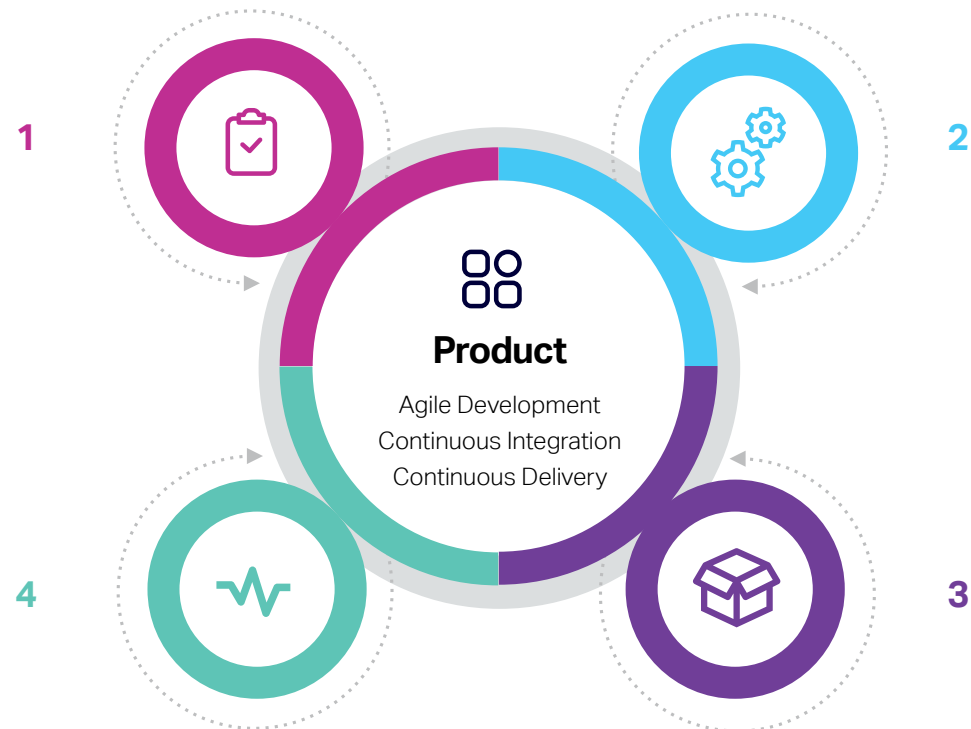 1
2
Product
Agile Development
Continuous Integration
Continuous Delivery
4
3